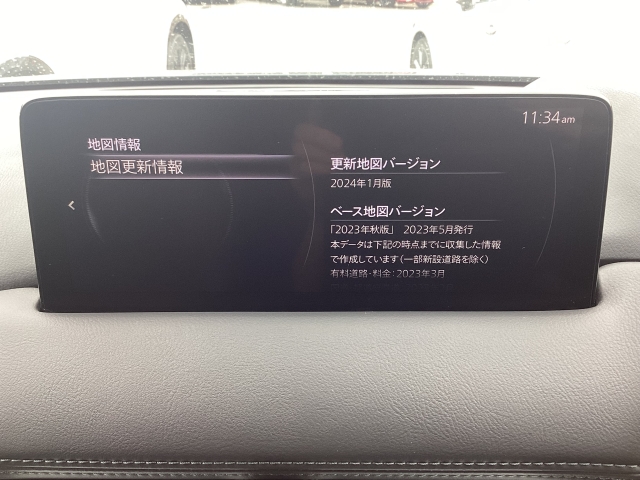 11:34 am
地図情報
地図更新情報
更新地図バージョン
2024年1月版
ベース地図バージョン
「2023年秋版」 2023年5月発行
本データは下記の時点までに収集した情報
で作成しています（一部新設道路を除く）
有料道路・料金：2023年3月